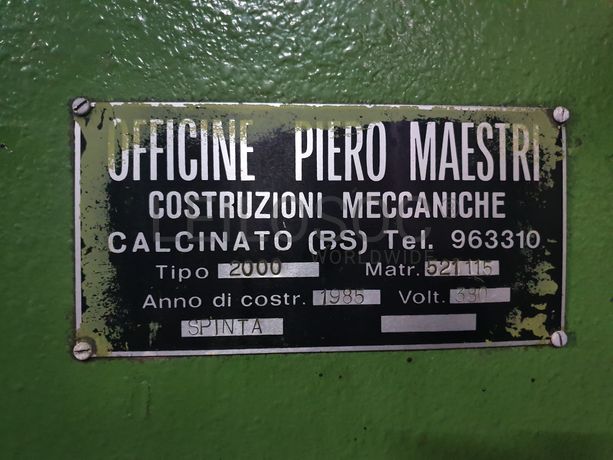 OFFICINE PIERO MAESTRI
COSTRUZIONI MECCANICHE
CALCINATO (BS) Tel. 963310
Tipo 2000 Matr. 521115
Anno di costr. 1985 Volt. 380
SPINTA
WORLDWIDE